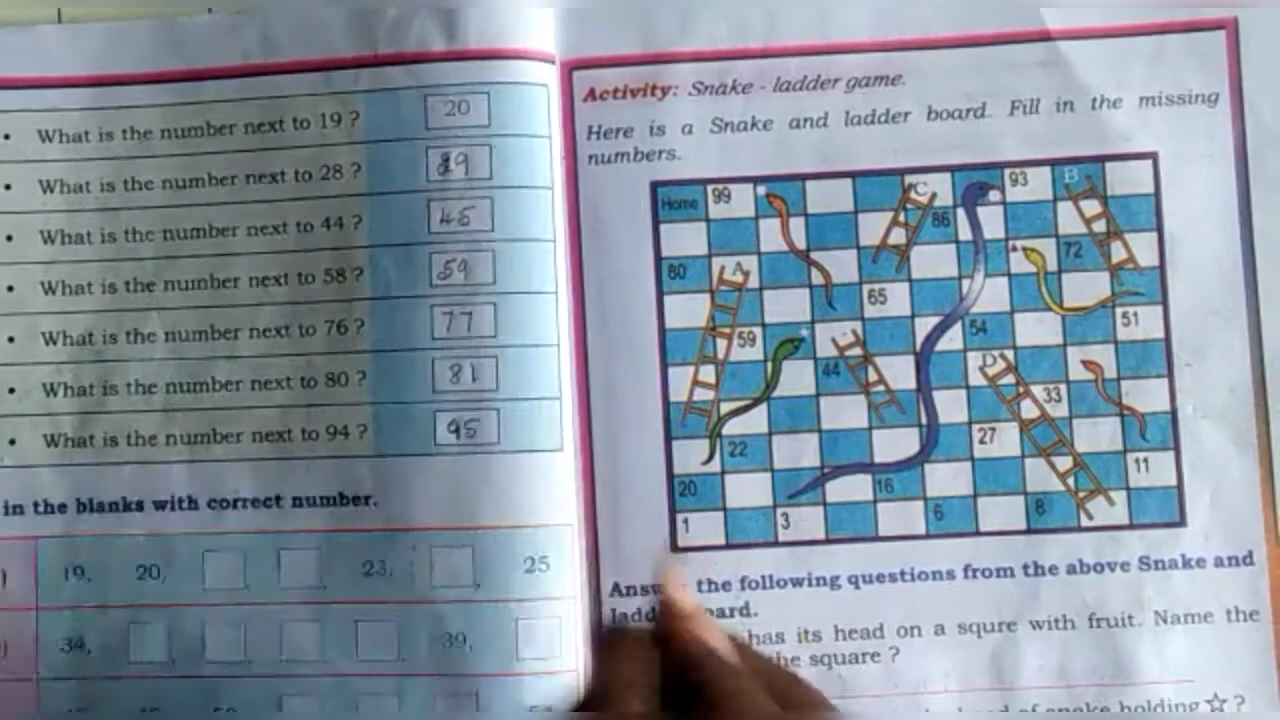 • What is the number next to 19 ? 20
• What is the number next to 28 ? 29
• What is the number next to 44 ? 45
• What is the number next to 58 ? 59
• What is the number next to 76 ? 77
• What is the number next to 80 ? 81
• What is the number next to 94 ? 95
in the blanks with correct number.
19, 20, 23, 25
34, 39,
Activity: Snake - ladder game.
Here is a Snake and ladder board. Fill in the missing
numbers.
Home 99 93 B
C 86
80 A 72
65
59 54 51
44 D
33
22 27
20 16 11
1 3 6 8
the following questions from the above Snake and
has its head on a squre with fruit. Name the
the square ?
of snake holding ☆ ?